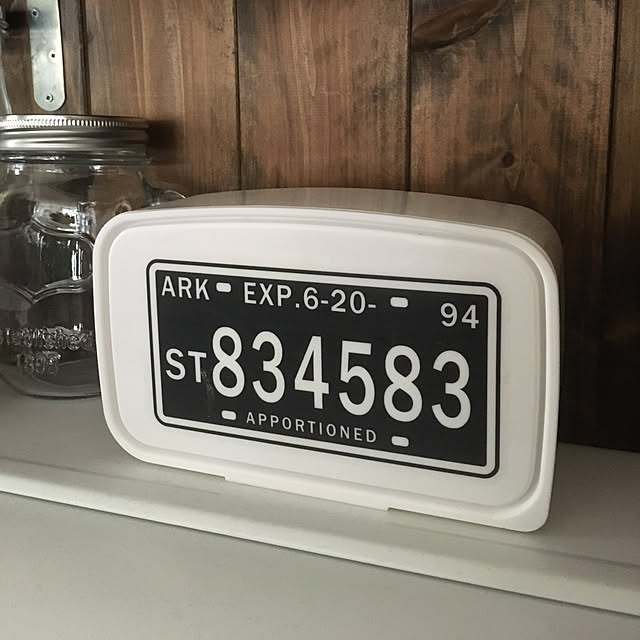 ARK EXP.6-20- 94
ST834583
APPORTIONED